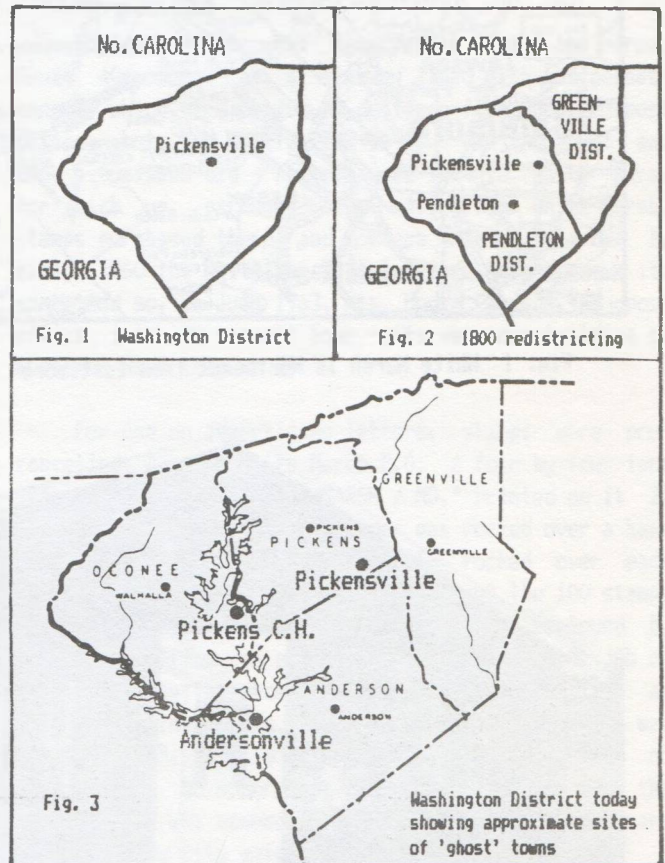 No.CAROLINA
Pickensville
GEORGIA
Fig. 1 Washington District
No.CAROLINA
GREEN-
VILLE
DIST.
Pickensville
Pendleton
PENDLETON
DIST.
GEORGIA
Fig. 2 1800 redistricting
GREENVILLE
PICKENS
PICKENS
GREENVILLE
Pickensville
OCONEE
WALHALLA
Pickens C.H.
ANDERSON
ANDERSON
Andersonville
Fig. 3
Washington District today
showing approximate sites
of 'ghost' towns